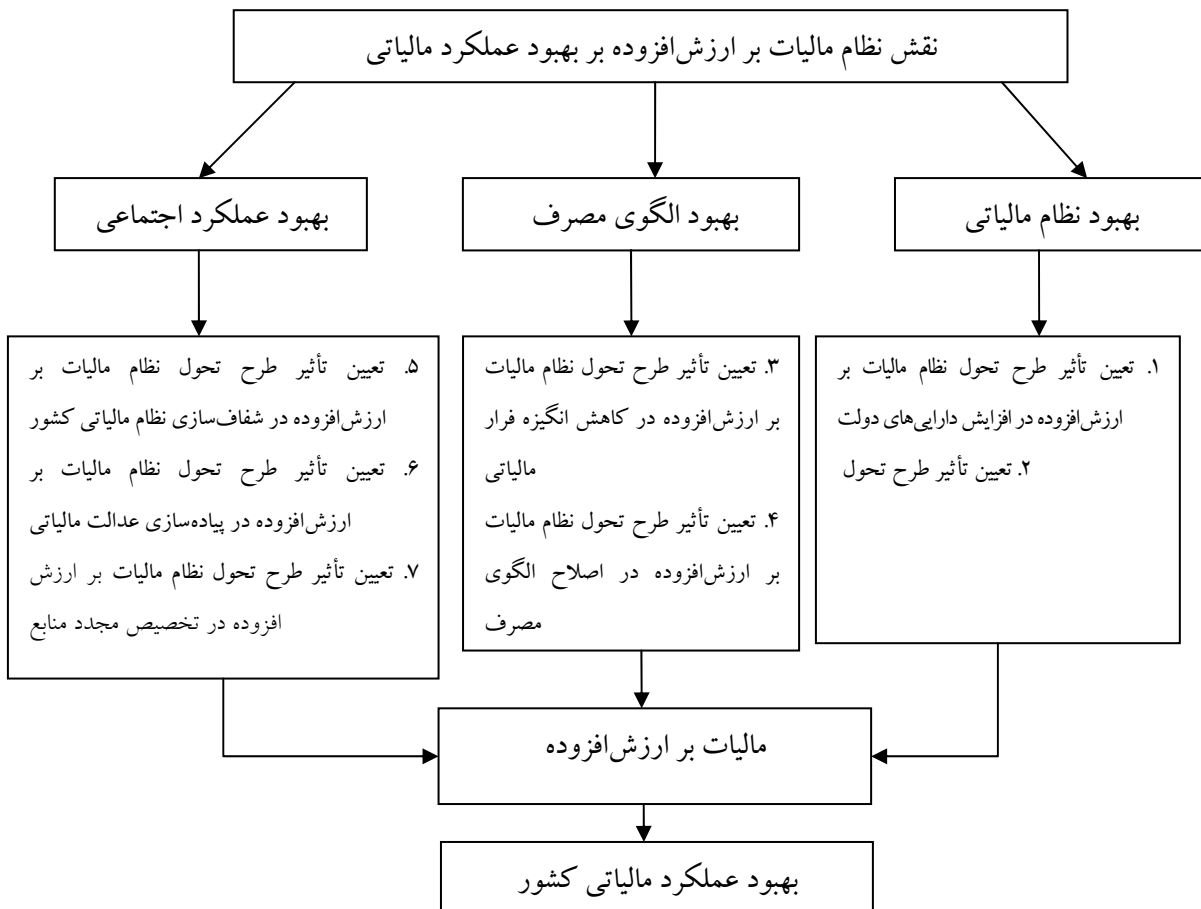 نقش نظام مالیات بر ارزش‌افزوده بر بهبود عملکرد مالیاتی
بهبود نظام مالیاتی
بهبود الگوی مصرف
بهبود عملکرد اجتماعی
۱. تعیین تأثیر طرح تحول نظام مالیات بر
ارزش‌افزوده در افزایش دارایی‌های دولت
۲. تعیین تأثیر طرح تحول
۳. تعیین تأثیر طرح تحول نظام مالیات
بر ارزش‌افزوده در کاهش انگیزه فرار
مالیاتی
۴. تعیین تأثیر طرح تحول نظام مالیات
بر ارزش‌افزوده در اصلاح الگوی
مصرف
۵. تعیین تأثیر طرح تحول نظام مالیات بر
ارزش‌افزوده در شفاف‌سازی نظام مالیاتی کشور
۶. تعیین تأثیر طرح تحول نظام مالیات بر
ارزش‌افزوده در پیاده‌سازی عدالت مالیاتی
۷. تعیین تأثیر طرح تحول نظام مالیات بر ارزش
افزوده در تخصیص مجدد منابع
مالیات بر ارزش‌افزوده
بهبود عملکرد مالیاتی کشور